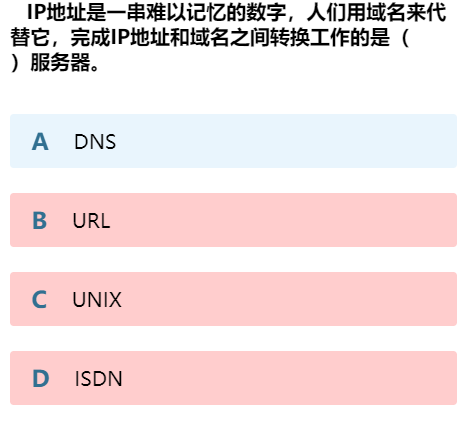 IP地址是一串难以记忆的数字，人们用域名来代
替它，完成IP地址和域名之间转换工作的是（
）服务器。
A DNS
B URL
C UNIX
D ISDN